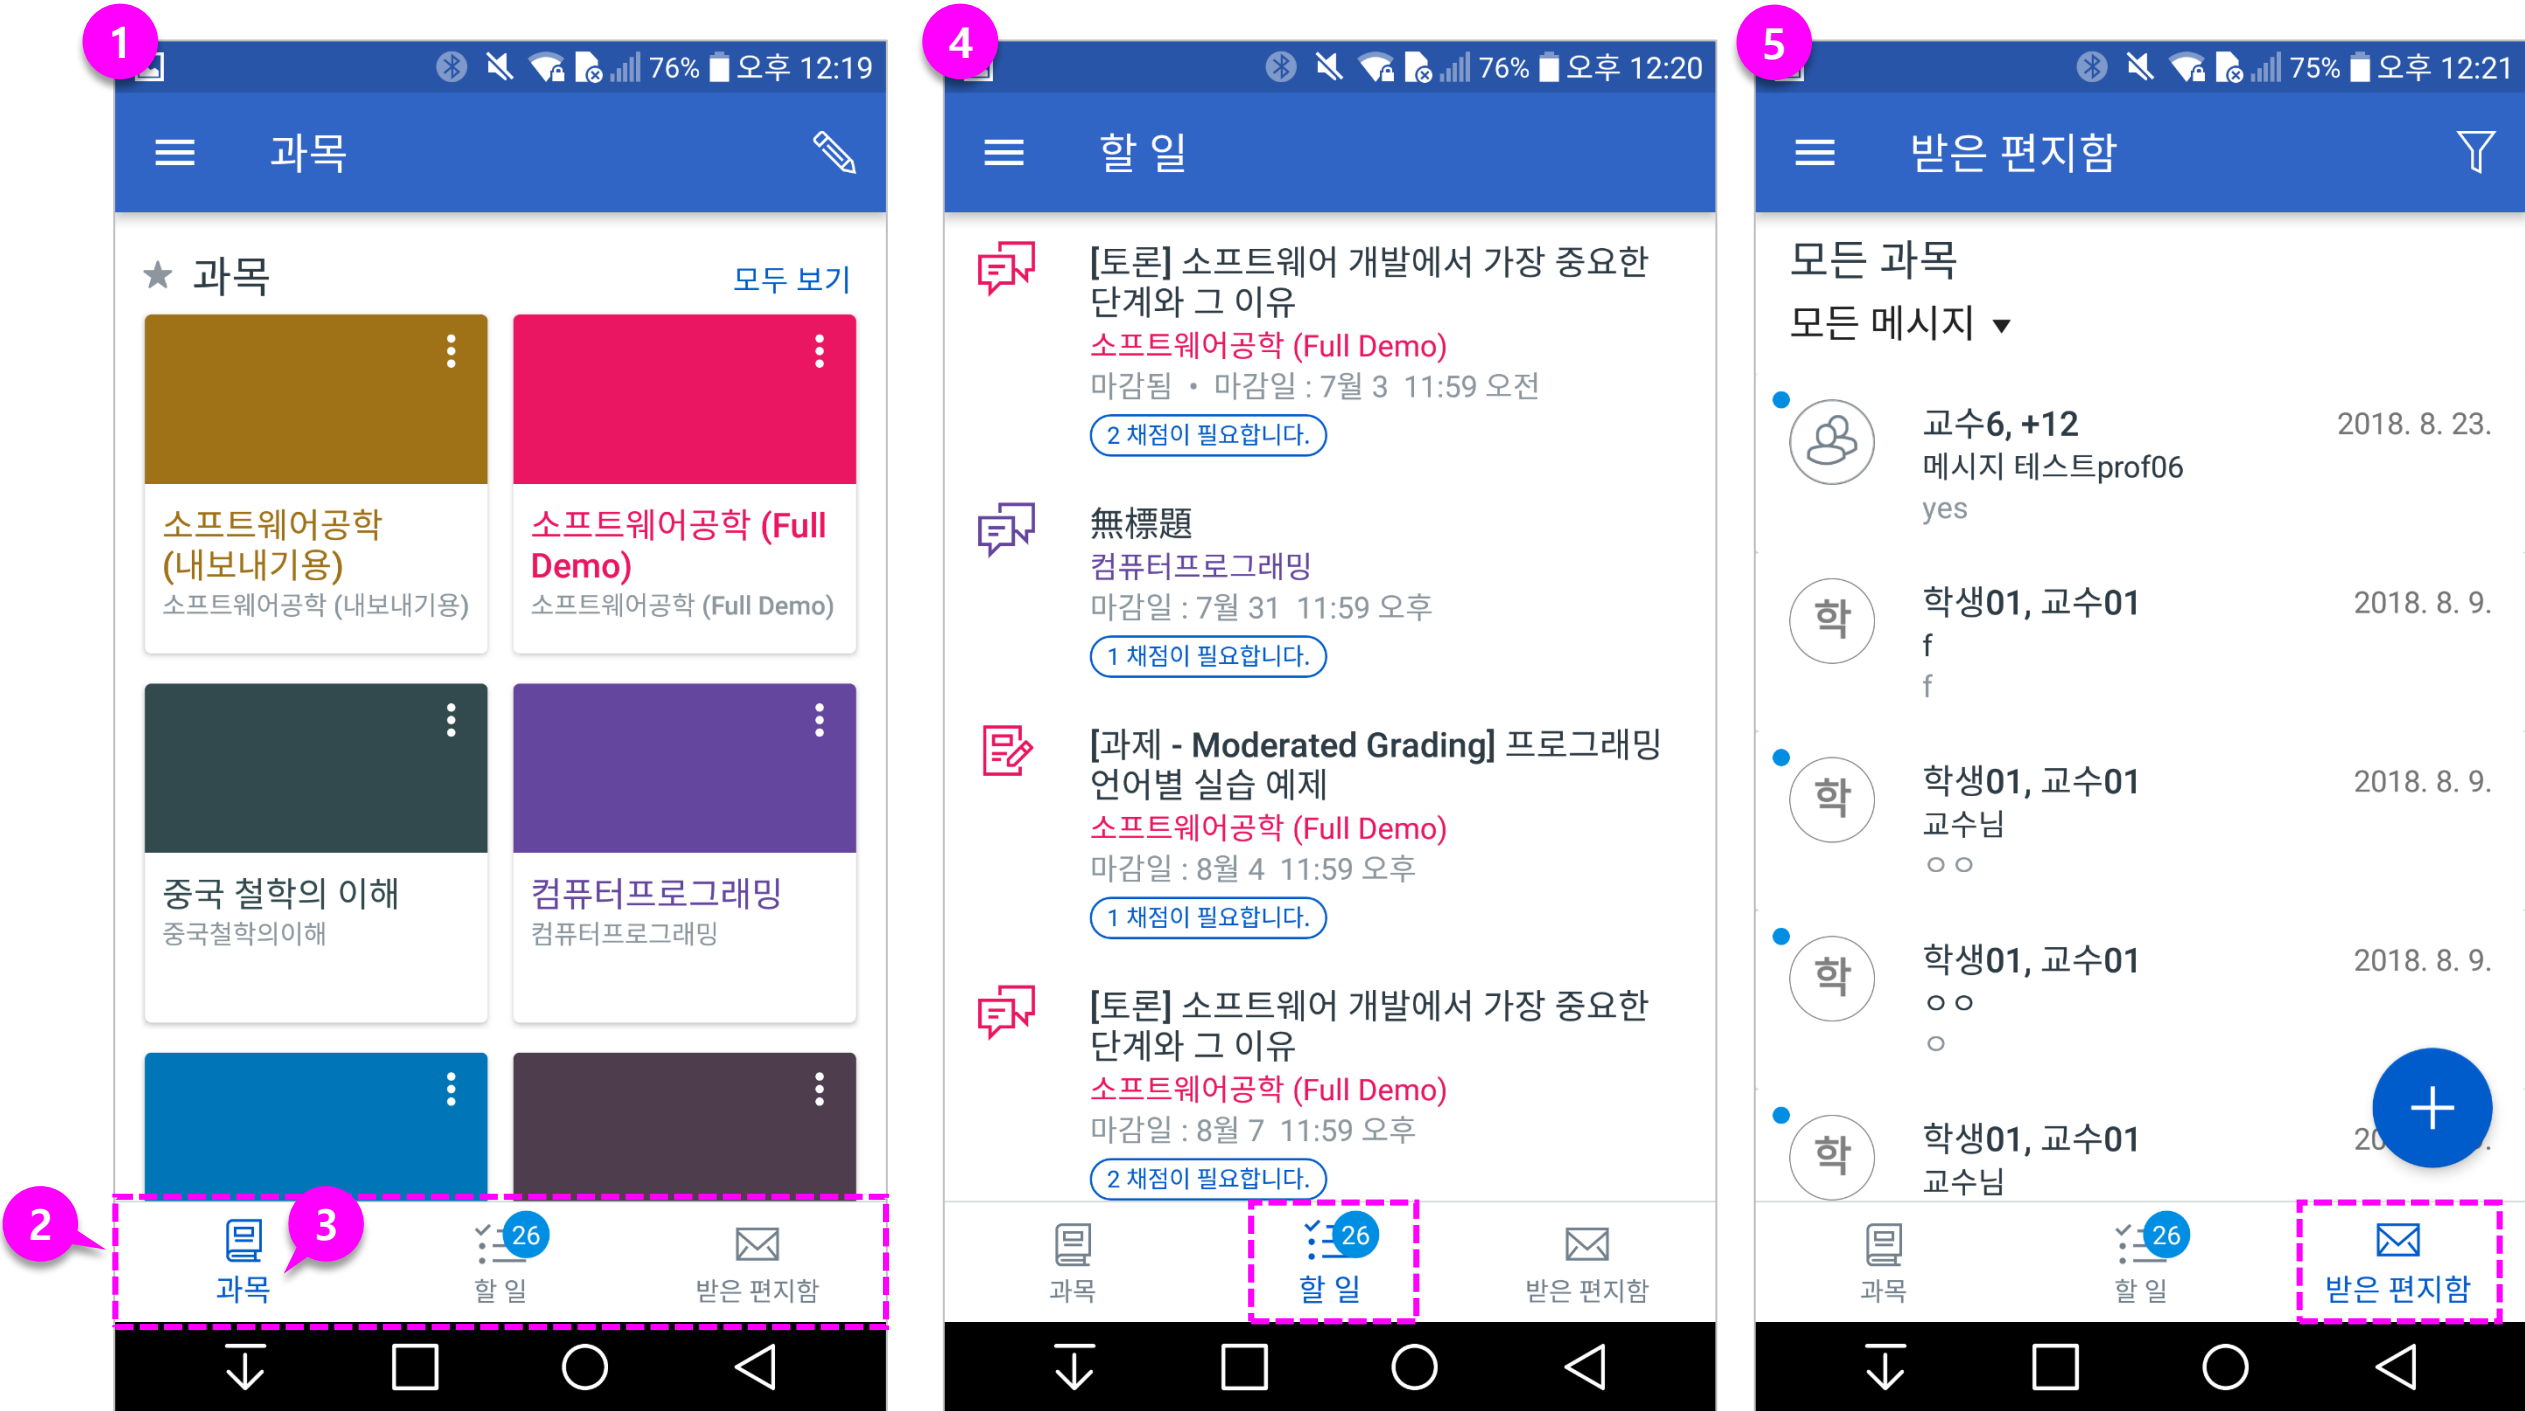 1
76% 오후 12:19
과목
과목
모두 보기
소프트웨어공학
(내보내기용)
소프트웨어공학 (내보내기용)
소프트웨어공학 (Full
Demo)
소프트웨어공학 (Full Demo)
중국 철학의 이해
중국철학의이해
컴퓨터프로그래밍
컴퓨터프로그래밍
2
3
과목
26
할 일
받은 편지함
4
76% 오후 12:20
할 일
[토론] 소프트웨어 개발에서 가장 중요한
단계와 그 이유
소프트웨어공학 (Full Demo)
마감됨 • 마감일 : 7월 3 11:59 오전
2 채점이 필요합니다.
無標題
컴퓨터프로그래밍
마감일 : 7월 31 11:59 오후
1 채점이 필요합니다.
[과제 - Moderated Grading] 프로그래밍
언어별 실습 예제
소프트웨어공학 (Full Demo)
마감일 : 8월 4 11:59 오후
1 채점이 필요합니다.
[토론] 소프트웨어 개발에서 가장 중요한
단계와 그 이유
소프트웨어공학 (Full Demo)
마감일 : 8월 7 11:59 오후
2 채점이 필요합니다.
과목
26
할 일
받은 편지함
5
75% 오후 12:21
받은 편지함
모든 과목
모든 메시지
교수6, +12
2018. 8. 23.
메시지 테스트prof06
yes
학
학생01, 교수01
2018. 8. 9.
f
f
학
학생01, 교수01
2018. 8. 9.
교수님
ㅇㅇ
학
학생01, 교수01
2018. 8. 9.
ㅇㅇ
ㅇ
학
학생01, 교수01
교수님
과목
26
할 일
받은 편지함